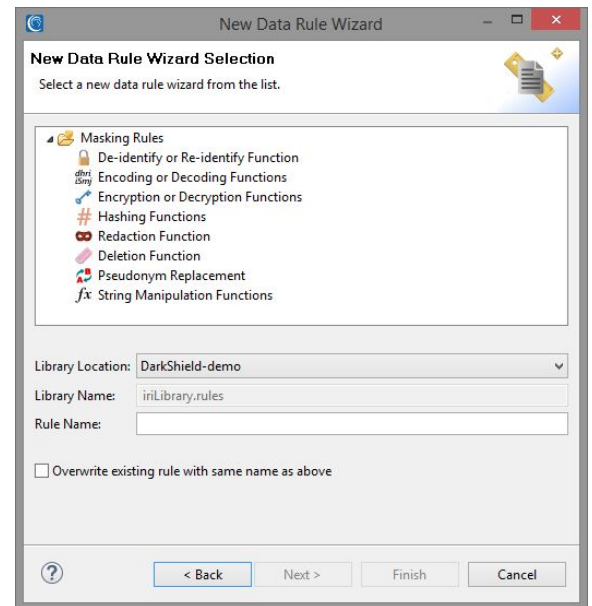 New Data Rule Wizard
New Data Rule Wizard Selection
Select a new data rule wizard from the list.
Masking Rules
De-identify or Re-identify Function
dhri
iSmj
Encoding or Decoding Functions
Encryption or Decryption Functions
# Hashing Functions
Redaction Function
Deletion Function
A B Pseudonym Replacement
fx String Manipulation Functions
Library Location: DarkShield-demo
Library Name: iriLibrary.rules
Rule Name:
Overwrite existing rule with same name as above
? < Back Next > Finish Cancel